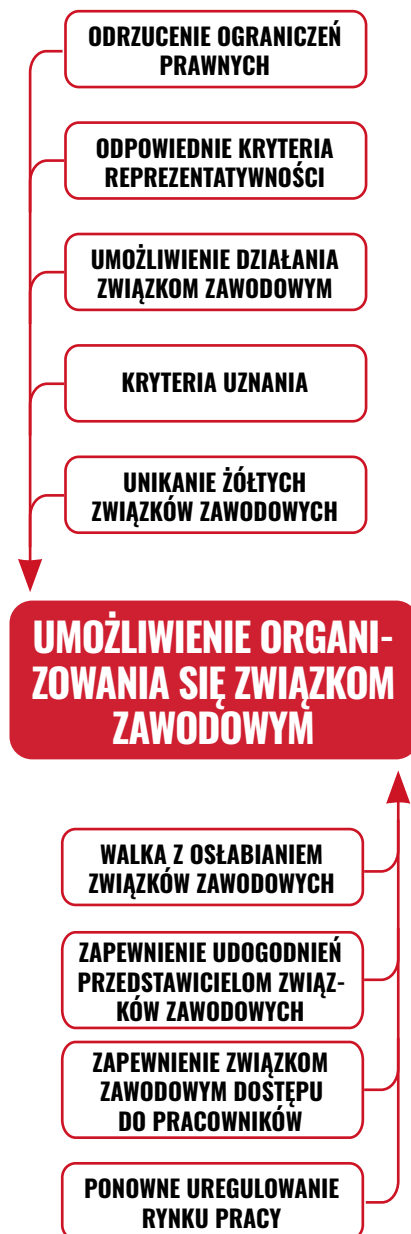 ODRZUCENIE OGRANICZEŃ
PRAWNYCH
ODPOWIEDNIE KRYTERIA
REPREZENTATYWNOŚCI
UMOŻLIWIENIE DZIAŁANIA
ZWIĄZKOM ZAWODOWYM
KRYTERIA UZNANIA
UNIKANIE ŻÓŁTYCH
ZWIĄZKÓW ZAWODOWYCH
UMOŻLIWIENIE ORGANI-
ZOWANIA SIĘ ZWIĄZKOM
ZAWODOWYM
WALKA Z OSŁABIANIEM
ZWIĄZKÓW ZAWODOWYCH
ZAPEWNIENIE UDOGODNIEŃ
PRZEDSTAWICIELOM ZWIĄZ-
KÓW ZAWODOWYCH
ZAPEWNIENIE ZWIĄZKOM
ZAWODOWYM DOSTĘPU
DO PRACOWNIKÓW
PONOWNE UREGULOWANIE
RYNKU PRACY